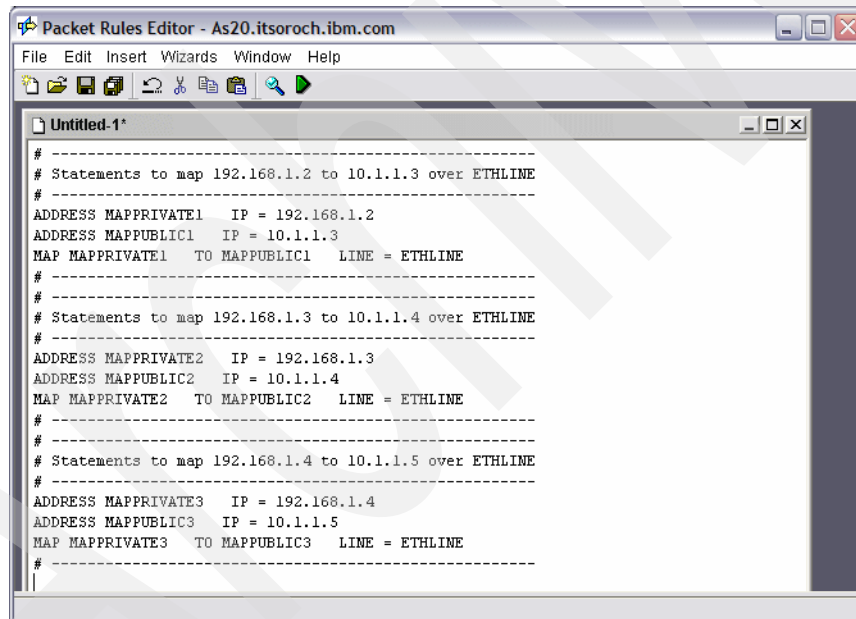 Packet Rules Editor - As20.itsoroch.ibm.com
File Edit Insert Wizards Window Help
Untitled-1*
# ------------------------------------------------------
# Statements to map 192.168.1.2 to 10.1.1.3 over ETHLINE
# ------------------------------------------------------
ADDRESS MAPPRIVATE1   IP = 192.168.1.2
ADDRESS MAPPUBLIC1   IP = 10.1.1.3
MAP MAPPRIVATE1   TO MAPPUBLIC1   LINE = ETHLINE
# ------------------------------------------------------
# ------------------------------------------------------
# Statements to map 192.168.1.3 to 10.1.1.4 over ETHLINE
# ------------------------------------------------------
ADDRESS MAPPRIVATE2   IP = 192.168.1.3
ADDRESS MAPPUBLIC2   IP = 10.1.1.4
MAP MAPPRIVATE2   TO MAPPUBLIC2   LINE = ETHLINE
# ------------------------------------------------------
# ------------------------------------------------------
# Statements to map 192.168.1.4 to 10.1.1.5 over ETHLINE
# ------------------------------------------------------
ADDRESS MAPPRIVATE3   IP = 192.168.1.4
ADDRESS MAPPUBLIC3   IP = 10.1.1.5
MAP MAPPRIVATE3   TO MAPPUBLIC3   LINE = ETHLINE
# ------------------------------------------------------